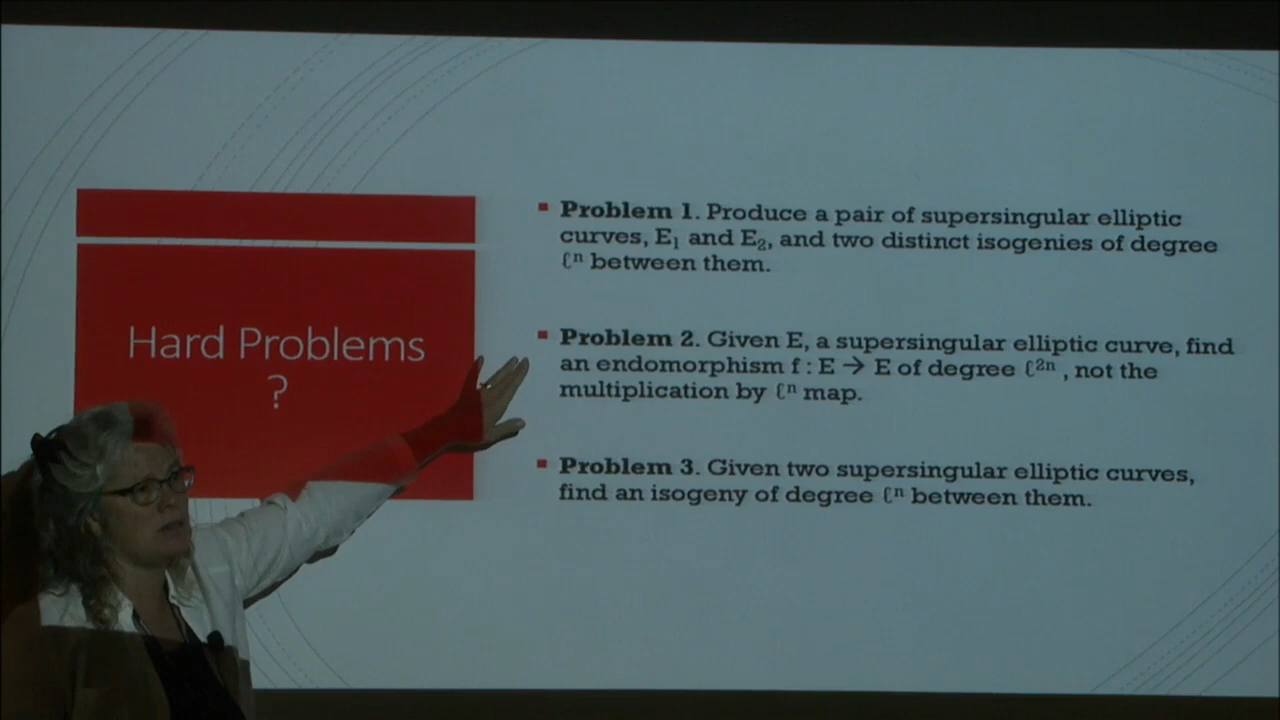 Hard Problems
?
Problem 1. Produce a pair of supersingular elliptic
curves, E₁ and E₂, and two distinct isogenies of degree
ℓⁿ between them.
Problem 2. Given E, a supersingular elliptic curve, find
an endomorphism f : E → E of degree ℓ²ⁿ , not the
multiplication by ℓⁿ map.
Problem 3. Given two supersingular elliptic curves,
find an isogeny of degree ℓⁿ between them.